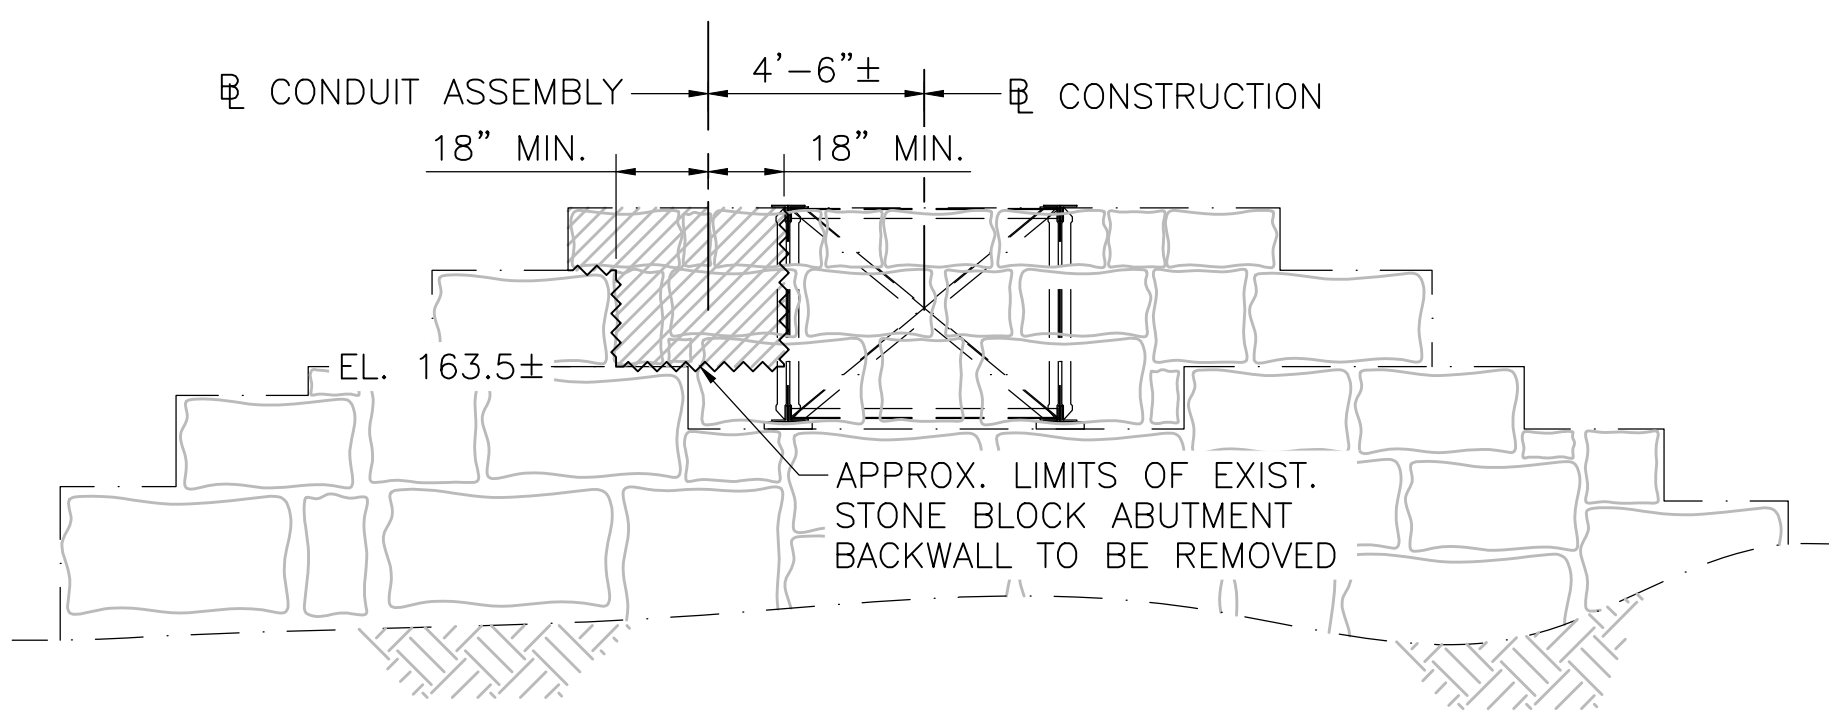 4'-6"±
℄ CONDUIT ASSEMBLY
℄ CONSTRUCTION
18" MIN.
18" MIN.
EL. 163.5±
APPROX. LIMITS OF EXIST.
STONE BLOCK ABUTMENT
BACKWALL TO BE REMOVED